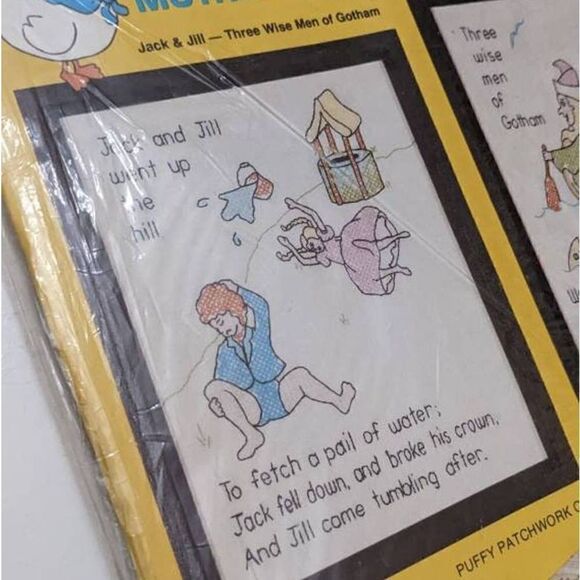 Jack & Jill — Three Wise Men of Gotham
Jack and Jill
went up
the
hill
To fetch a pail of water;
Jack fell down, and broke his crown,
And Jill came tumbling after.
Three
wise
men
of
Gotham
PUFFY PATCHWORK